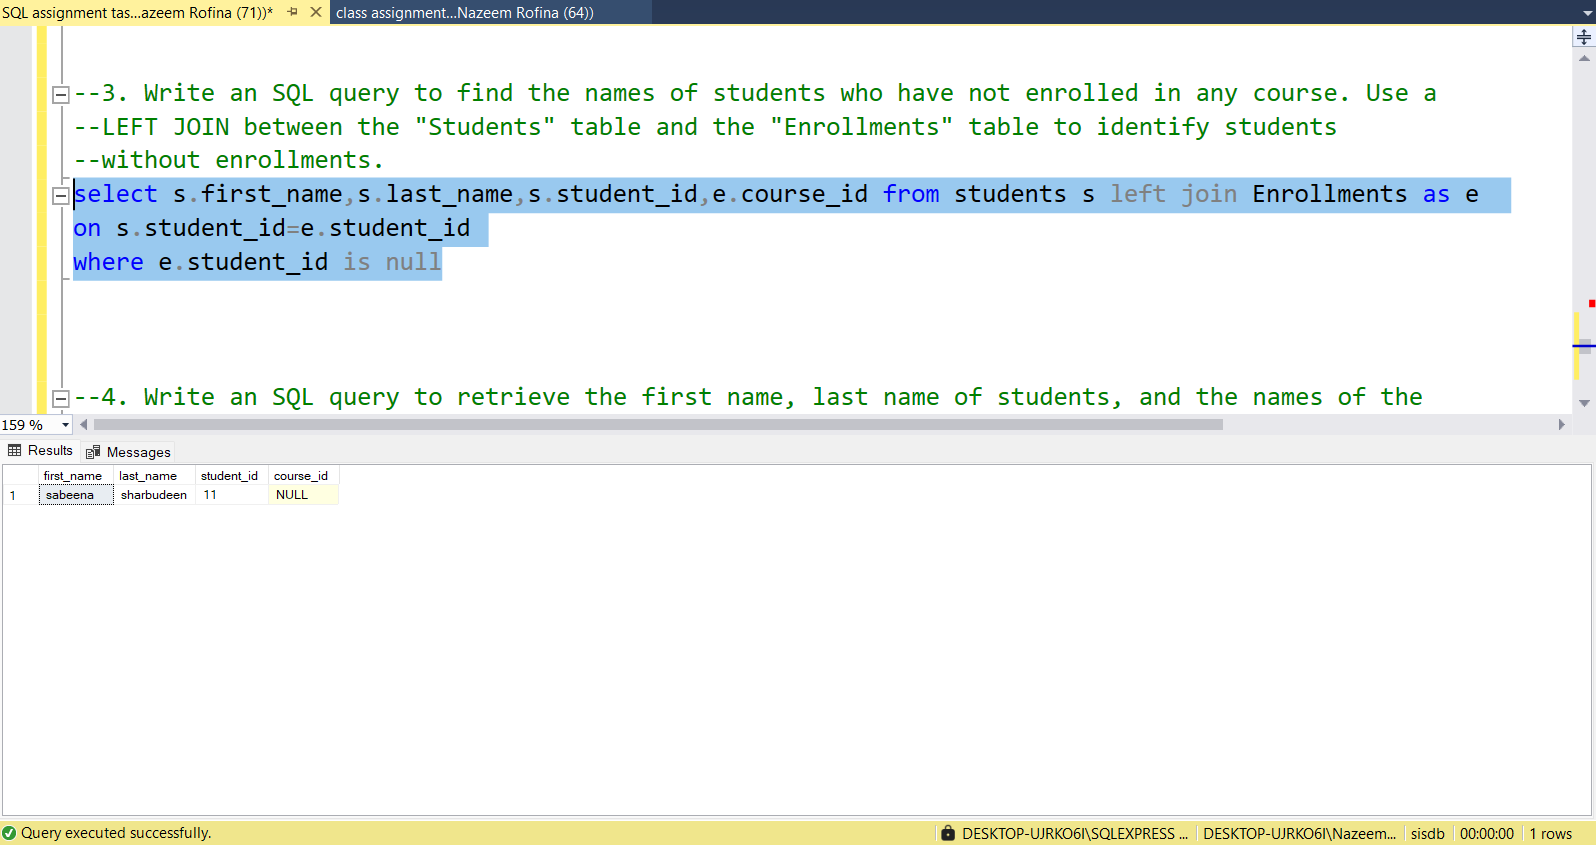 SQL assignment tas...azeem Rofina (71))* class assignment...Nazeem Rofina (64))
--3. Write an SQL query to find the names of students who have not enrolled in any course. Use a
--LEFT JOIN between the "Students" table and the "Enrollments" table to identify students
--without enrollments.
select s.first_name,s.last_name,s.student_id,e.course_id from students s left join Enrollments as e
on s.student_id=e.student_id
where e.student_id is null
--4. Write an SQL query to retrieve the first name, last name of students, and the names of the
159 %
Results Messages
first_name last_name student_id course_id
1 sabeena sharbudeen 11 NULL
Query executed successfully. DESKTOP-UJRKO6I\SQLEXPRESS ... DESKTOP-UJRKO6I\Nazeem... sisdb 00:00:00 1 rows